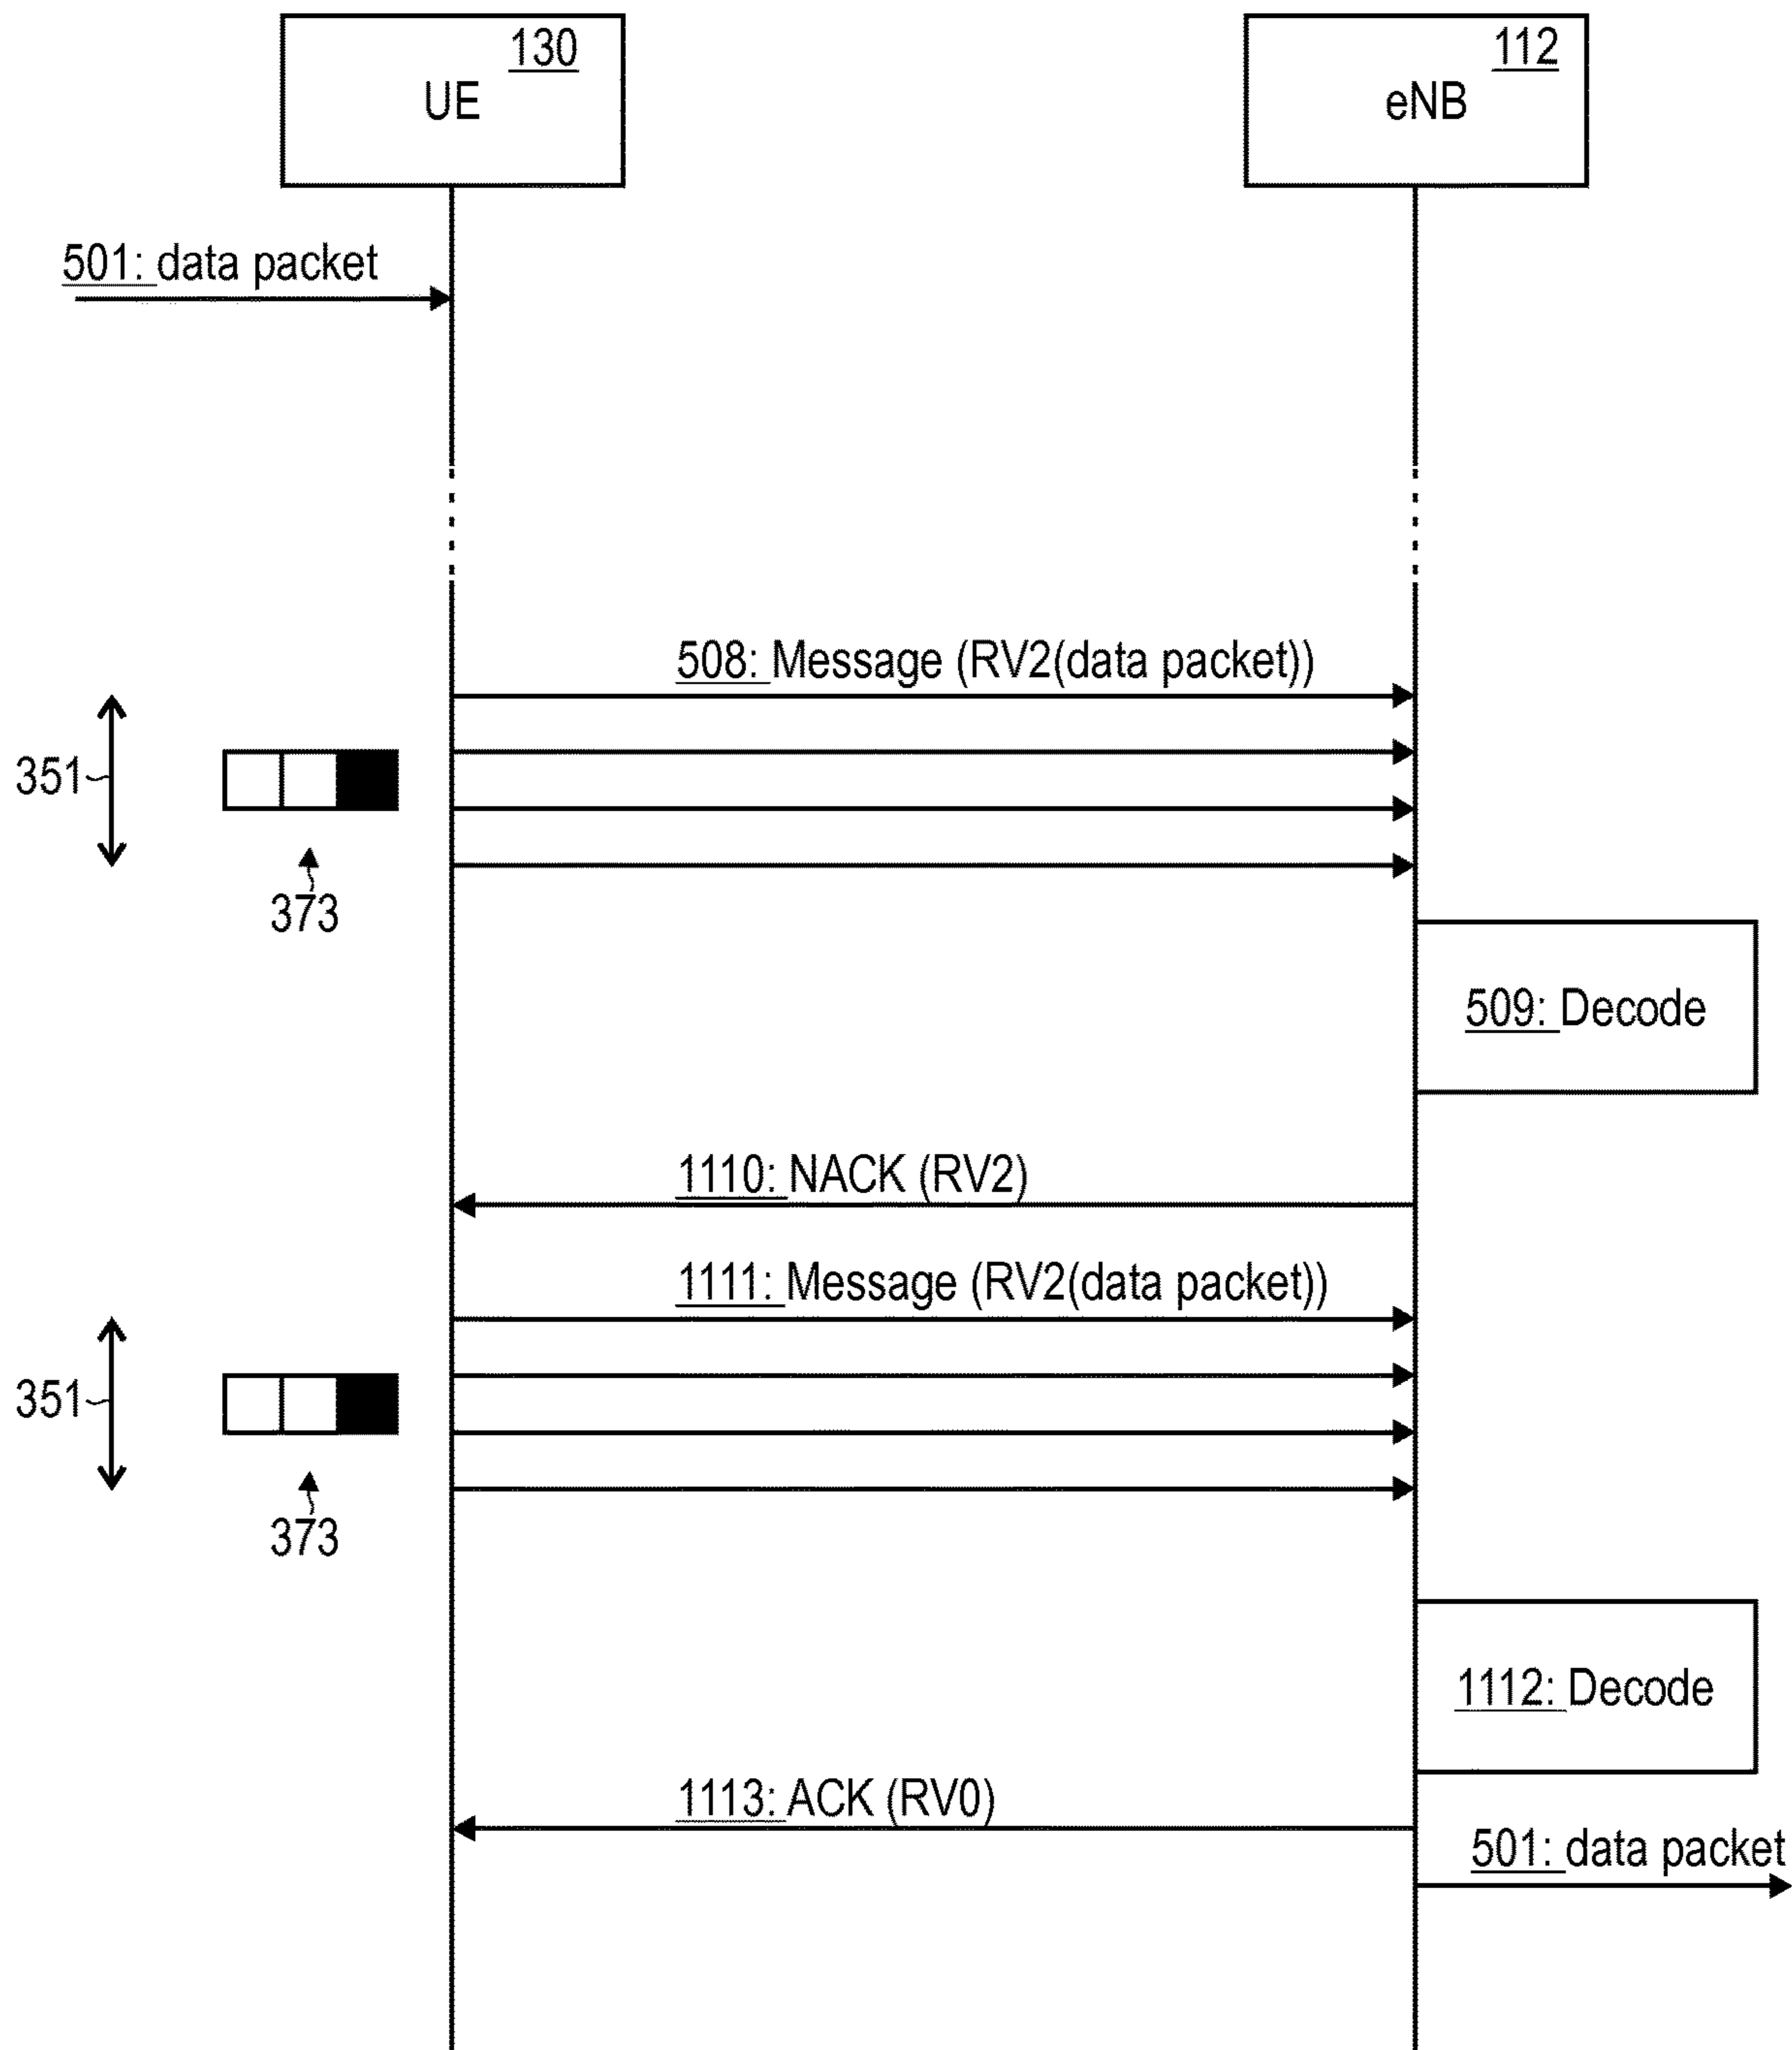 130
UE
112
eNB
501: data packet
508: Message (RV2(data packet))
351
373
509: Decode
1110: NACK (RV2)
1111: Message (RV2(data packet))
351
373
1112: Decode
1113: ACK (RV0)
501: data packet